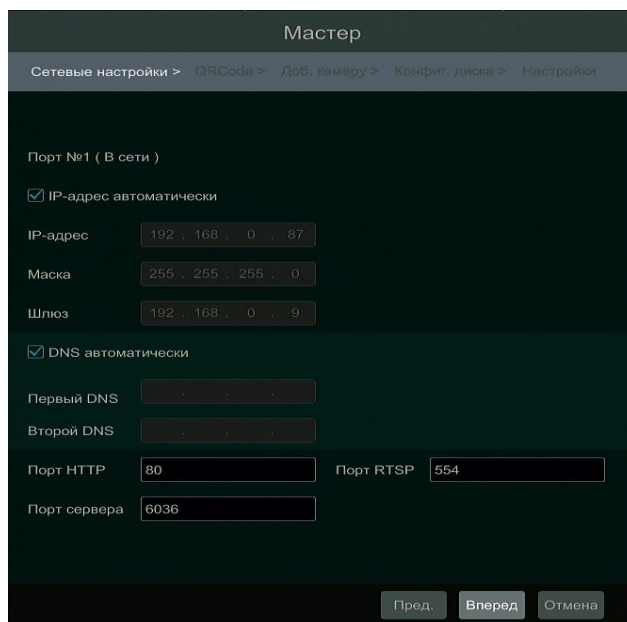 Мастер
Сетевые настройки > QRCode > Доб. камеру > Конфиг. диска > Настройки
Порт №1 ( В сети )
IP-адрес автоматически
IP-адрес 192 . 168 . 0 . 87
Маска 255 . 255 . 255 . 0
Шлюз 192 . 168 . 0 . 9
DNS автоматически
Первый DNS . . .
Второй DNS . . .
Порт HTTP 80 Порт RTSP 554
Порт сервера 6036
Пред. Вперед Отмена